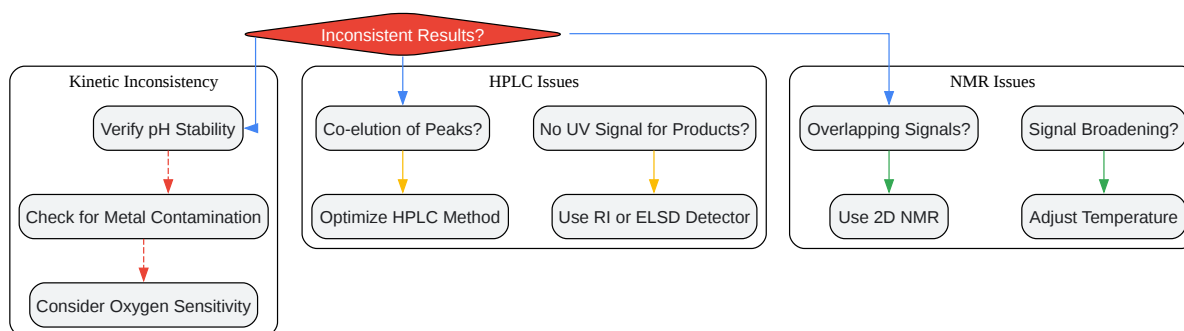 Inconsistent Results?
Kinetic Inconsistency
Verify pH Stability
Check for Metal Contamination
Consider Oxygen Sensitivity
HPLC Issues
Co-elution of Peaks?
No UV Signal for Products?
Optimize HPLC Method
Use RI or ELSD Detector
NMR Issues
Overlapping Signals?
Signal Broadening?
Use 2D NMR
Adjust Temperature